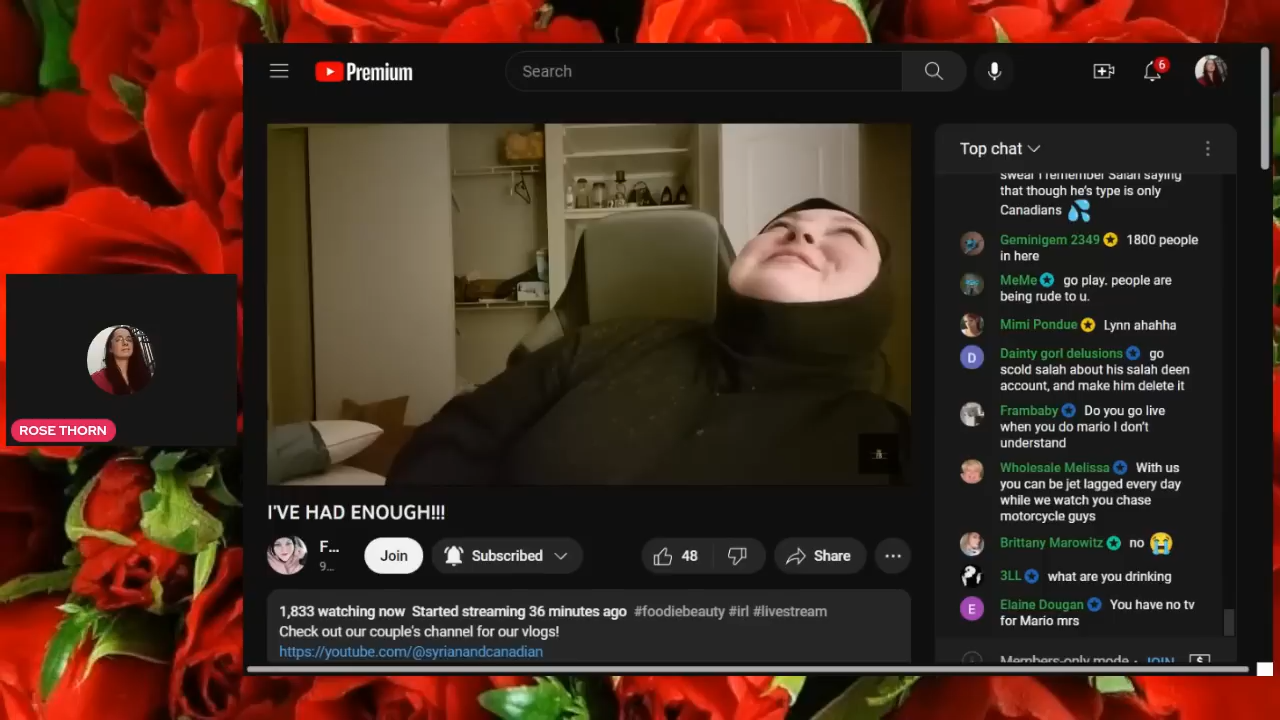 Premium
Search
6
Top chat
swear I remember Salah saying
that though he's type is only
Canadians
Geminigem 2349 1800 people
in here
MeMe go play. people are
being rude to u.
Mimi Pondue Lynn ahahha
D
Dainty gorl delusions go
scold salah about his salah deen
account, and make him delete it
Frambaby Do you go live
when you do mario I don't
understand
Wholesale Melissa With us
you can be jet lagged every day
while we watch you chase
motorcycle guys
Brittany Marowitz no
3LL what are you drinking
E
Elaine Dougan You have no tv
for Mario mrs
Members-only mode · JOIN
ROSE THORN
I'VE HAD ENOUGH!!!
F...
9...
Join
Subscribed
48
Share
1,833 watching now Started streaming 36 minutes ago #foodiebeauty #irl #livestream
Check out our couple's channel for our vlogs!
https://youtube.com/@syrianandcanadian